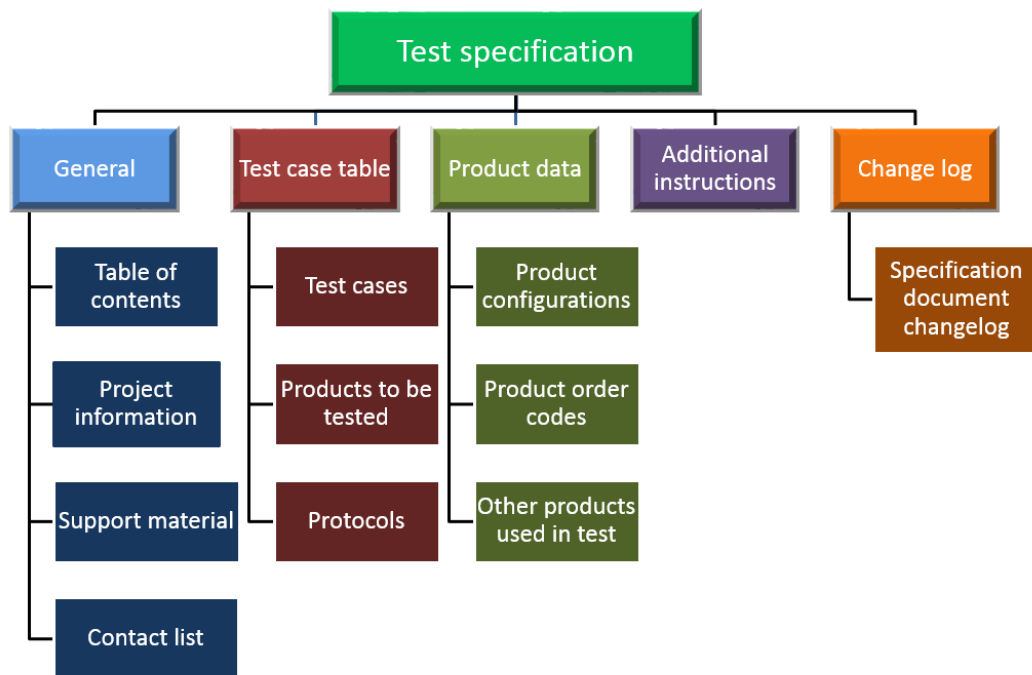 Test specification
General
Test case table
Product data
Additional
instructions
Change log
Table of
contents
Project
information
Support material
Contact list
Test cases
Products to be
tested
Protocols
Product
configurations
Product order
codes
Other products
used in test
Specification
document
changelog